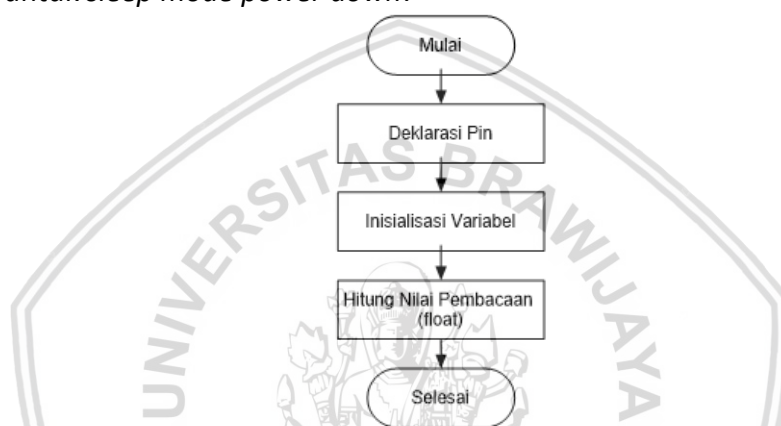 untuk sleep mode power down.
Mulai
Deklarasi Pin
Inisialisasi Variabel
Hitung Nilai Pembacaan
(float)
Selesai
UNIVERSITAS BRAWIJAYA